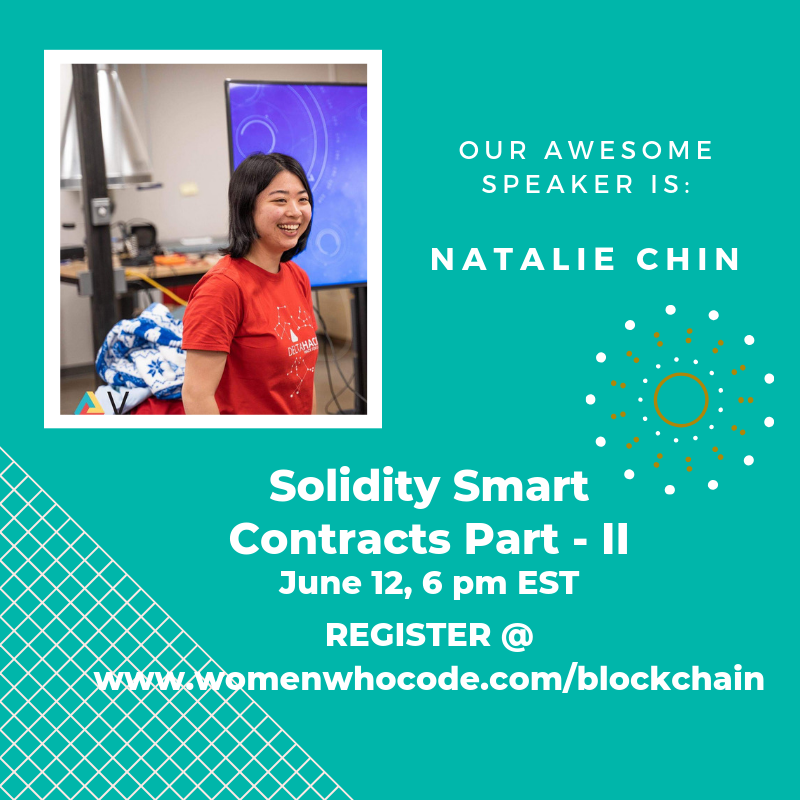 OUR AWESOME
SPEAKER IS:
NATALIE CHIN
DELTAHAC
Solidity Smart
Contracts Part - II
June 12, 6 pm EST
REGISTER @
www.womenwhocode.com/blockchain